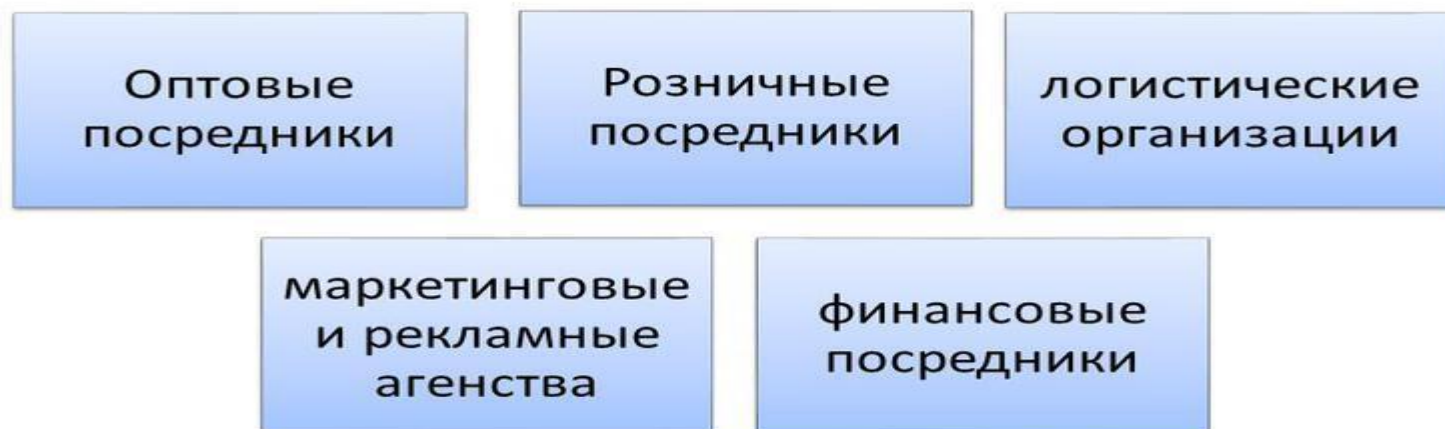 Оптовые
посредники
Розничные
посредники
логистические
организации
маркетинговые
и рекламные
агенства
финансовые
посредники